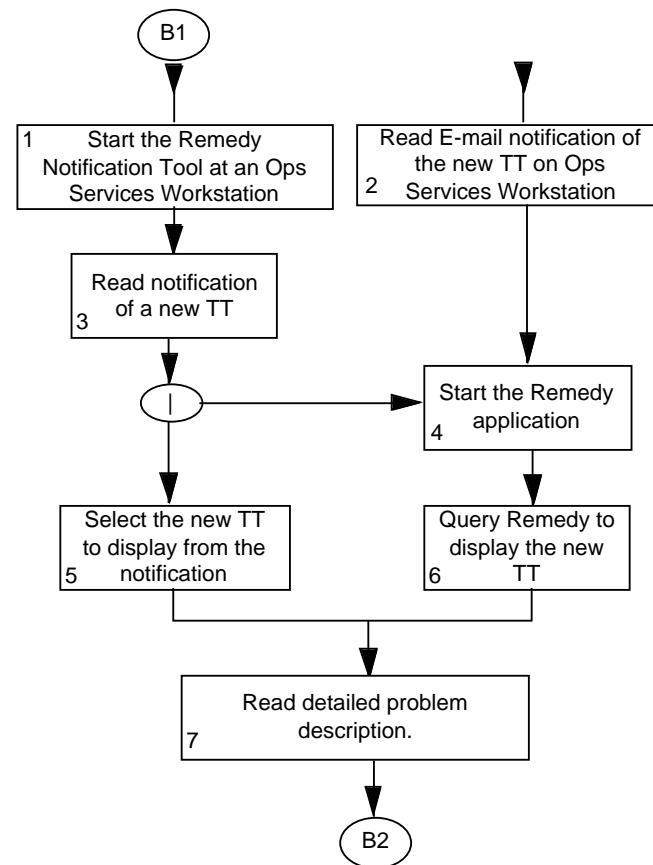 B1
1
Start the Remedy
Notification Tool at an Ops
Services Workstation
Read E-mail notification of
the new TT on Ops
Services Workstation
2
Read notification
of a new TT
3
|
Start the Remedy
application
4
Select the new TT
to display from the
notification
5
Query Remedy to
display the new
TT
6
Read detailed problem
description.
7
B2